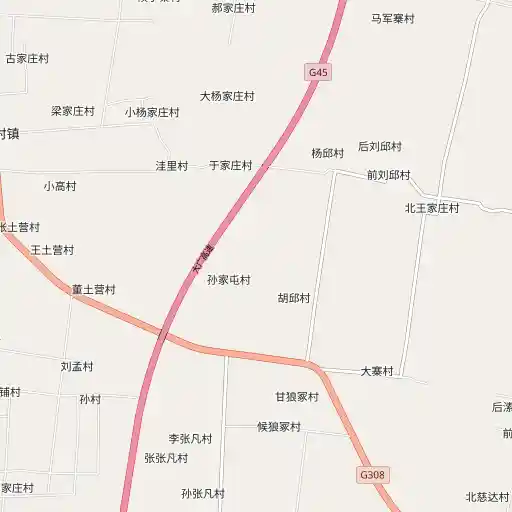 郝家庄村
马军寨村
古家庄村
G45
大杨家庄村
梁家庄村
小杨家庄村
村镇
后刘邱村
杨邱村
洼里村
于家庄村
前刘邱村
小高村
北王家庄村
张土营村
王土营村
大广高速
孙家屯村
董土营村
胡邱村
刘孟村
大寨村
铺村
孙村
甘狼冢村
后溹
候狼冢村
前
李张凡村
张张凡村
G308
家庄村
孙张凡村
北慈达村